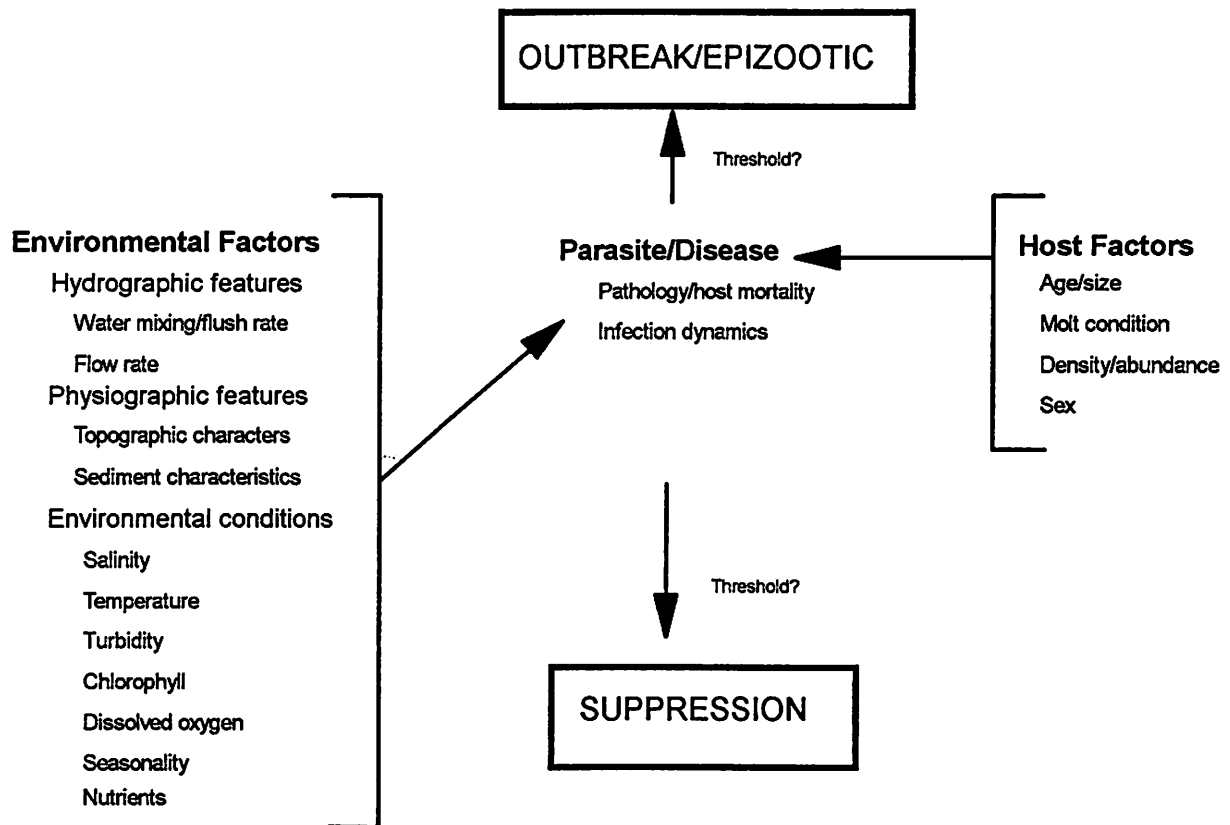 OUTBREAK/EPIZOOTIC
Threshold?
Environmental Factors
Hydrographic features
Water mixing/flush rate
Flow rate
Physiographic features
Topographic characters
Sediment characteristics
Environmental conditions
Salinity
Temperature
Turbidity
Chlorophyll
Dissolved oxygen
Seasonality
Nutrients
Parasite/Disease
Pathology/host mortality
Infection dynamics
Host Factors
Age/size
Molt condition
Density/abundance
Sex
Threshold?
SUPPRESSION